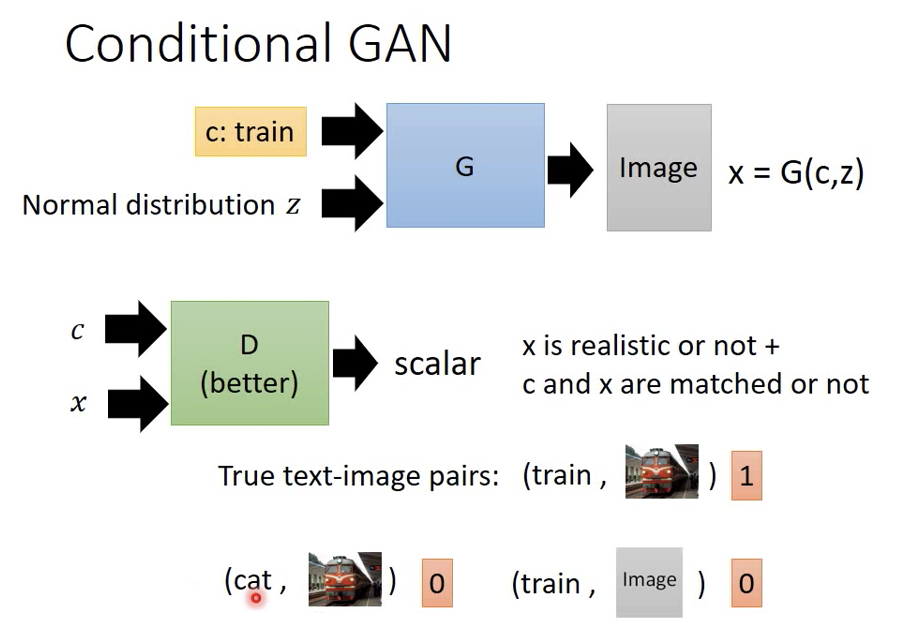 Conditional GAN
c: train
G
Image
x = G(c,z)
Normal distribution z
c
D
(better)
x
scalar
x is realistic or not +
c and x are matched or not
True text-image pairs: (train , ) 1
(cat , ) 0 (train , Image ) 0